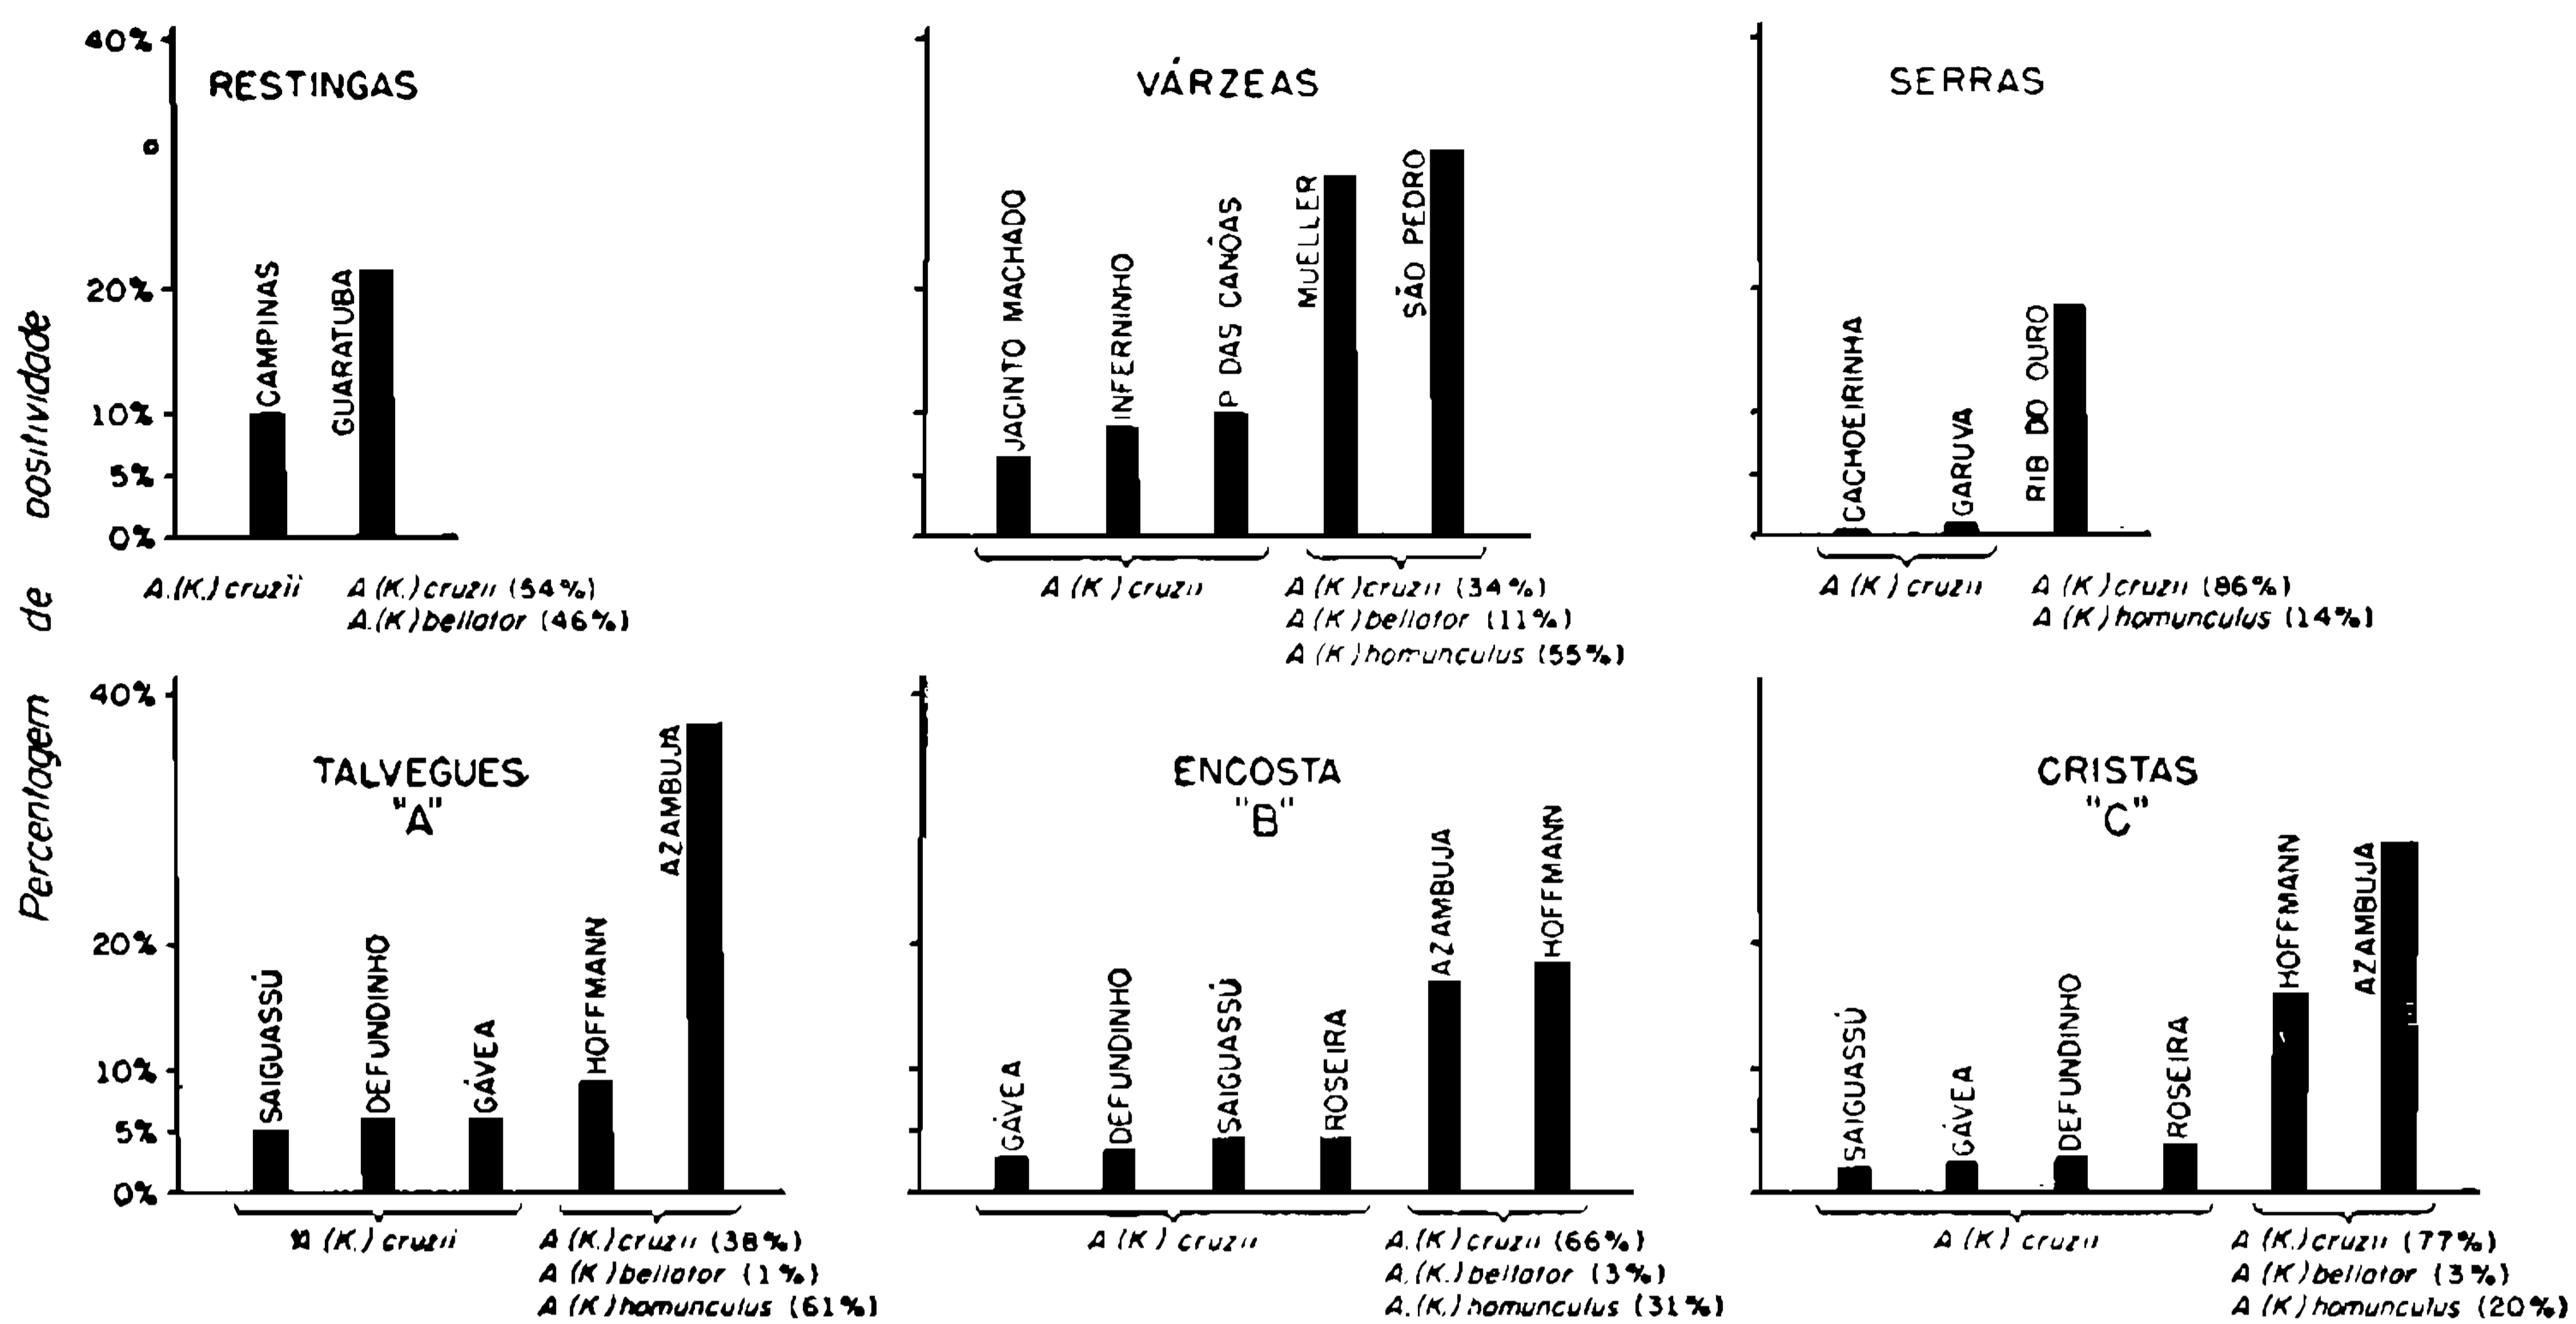 Percentagem de oositividade
40%
20%
10%
5%
0%
RESTINGAS
CAMPINAS
GUARATUBA
A.(K.) cruzii
A (K.) cruzii (54%)
A.(K) bellator (46%)
VÁRZEAS
JACINTO MACHADO
INFERNINHO
P DAS CANÔAS
MUELLER
SÃO PEDRO
A (K ) cruzii
A (K ) cruzii (34%)
A (K ) bellator (11%)
A (K ) homunculus (55%)
SERRAS
CACHOEIRINHA
GARUVA
RIB DO OURO
A (K ) cruzii
A (K ) cruzii (86%)
A (K ) homunculus (14%)
40%
20%
10%
5%
0%
TALVEGUES
"A"
SAIGUASSÚ
DEFUNDINHO
GÁVEA
HOFFMANN
AZAMBUJA
A (K.) cruzii
A (K.) cruzii (38%)
A (K ) bellator (1%)
A (K ) homunculus (61%)
ENCOSTA
"B"
GÁVEA
DEFUNDINHO
SAIGUASSÚ
ROSEIRA
AZAMBUJA
HOFFMANN
A (K ) cruzii
A.(K ) cruzii (66%)
A.(K.) bellator (3%)
A.(K.) homunculus (31%)
CRISTAS
"C"
SAIGUASSÚ
GÁVEA
DEFUNDINHO
ROSEIRA
HOFFMANN
AZAMBUJA
A (K ) cruzii
A (K.) cruzii (77%)
A (K ) bellator (3%)
A (K ) homunculus (20%)